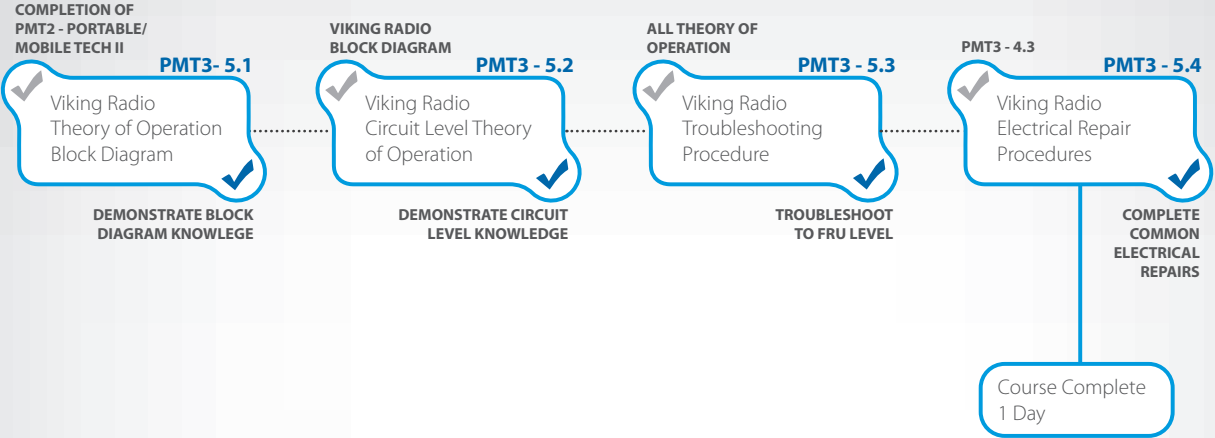 COMPLETION OF
PMT2 - PORTABLE/
MOBILE TECH II
PMT3- 5.1
Viking Radio
Theory of Operation
Block Diagram
DEMONSTRATE BLOCK
DIAGRAM KNOWLEGE
VIKING RADIO
BLOCK DIAGRAM
PMT3 - 5.2
Viking Radio
Circuit Level Theory
of Operation
DEMONSTRATE CIRCUIT
LEVEL KNOWLEDGE
ALL THEORY OF
OPERATION
PMT3 - 5.3
Viking Radio
Troubleshooting
Procedure
TROUBLESHOOT
TO FRU LEVEL
PMT3 - 4.3
PMT3 - 5.4
Viking Radio
Electrical Repair
Procedures
COMPLETE
COMMON
ELECTRICAL
REPAIRS
Course Complete
1 Day